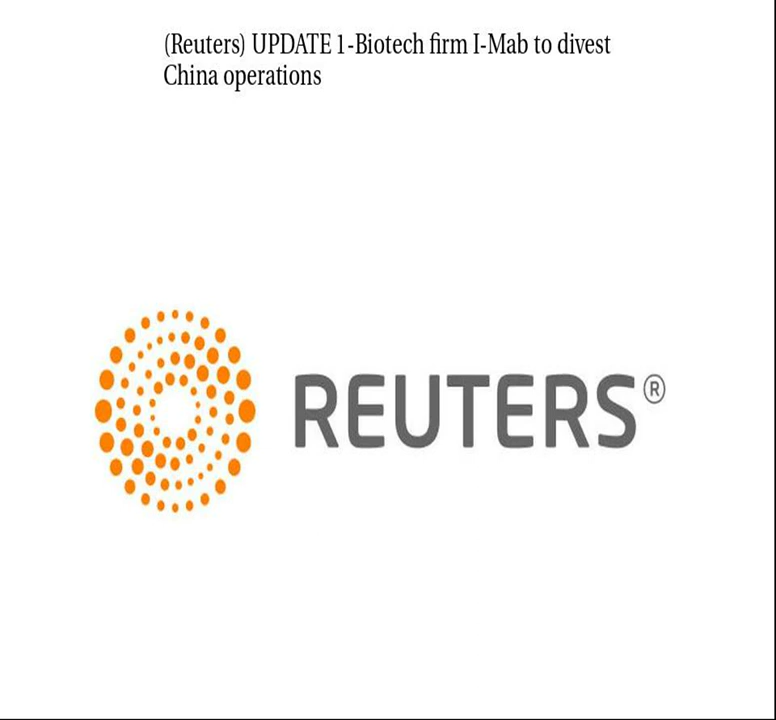 (Reuters) UPDATE 1-Biotech firm I-Mab to divest
China operations
REUTERS®